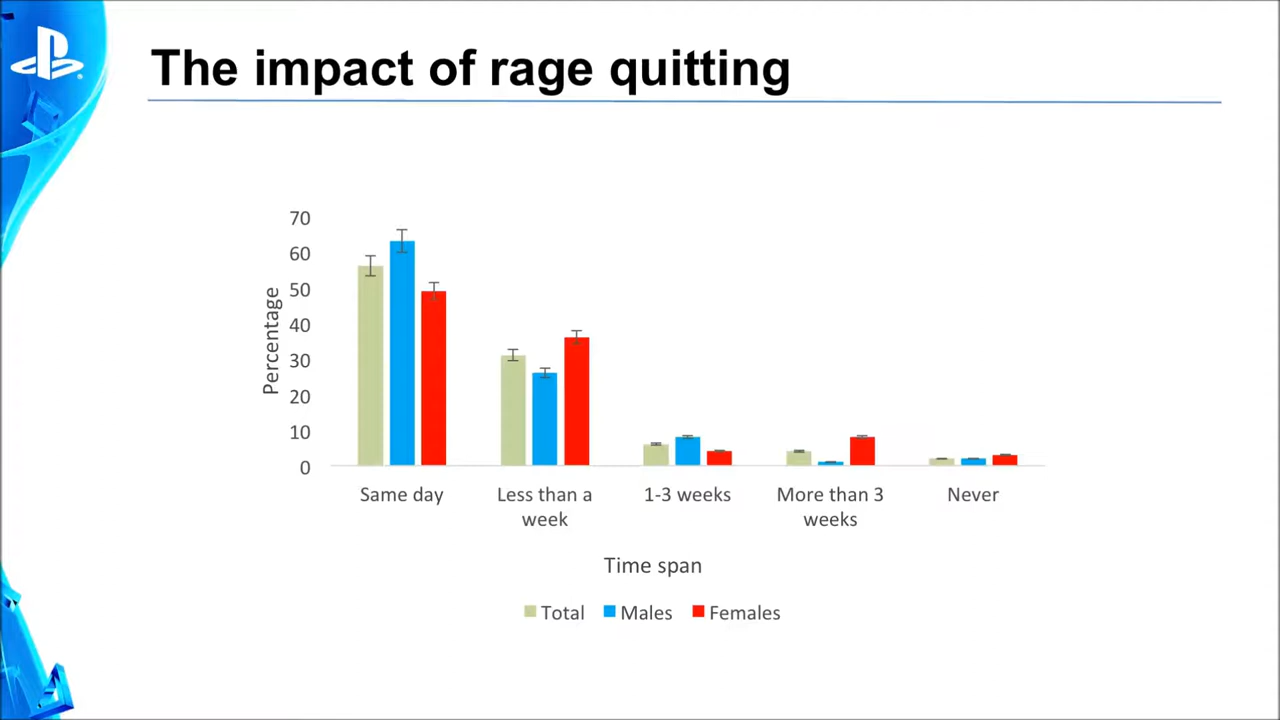 The impact of rage quitting
70
60
50
40
30
20
10
0
Percentage
Same day
Less than a
week
1-3 weeks
More than 3
weeks
Never
Time span
Total
Males
Females